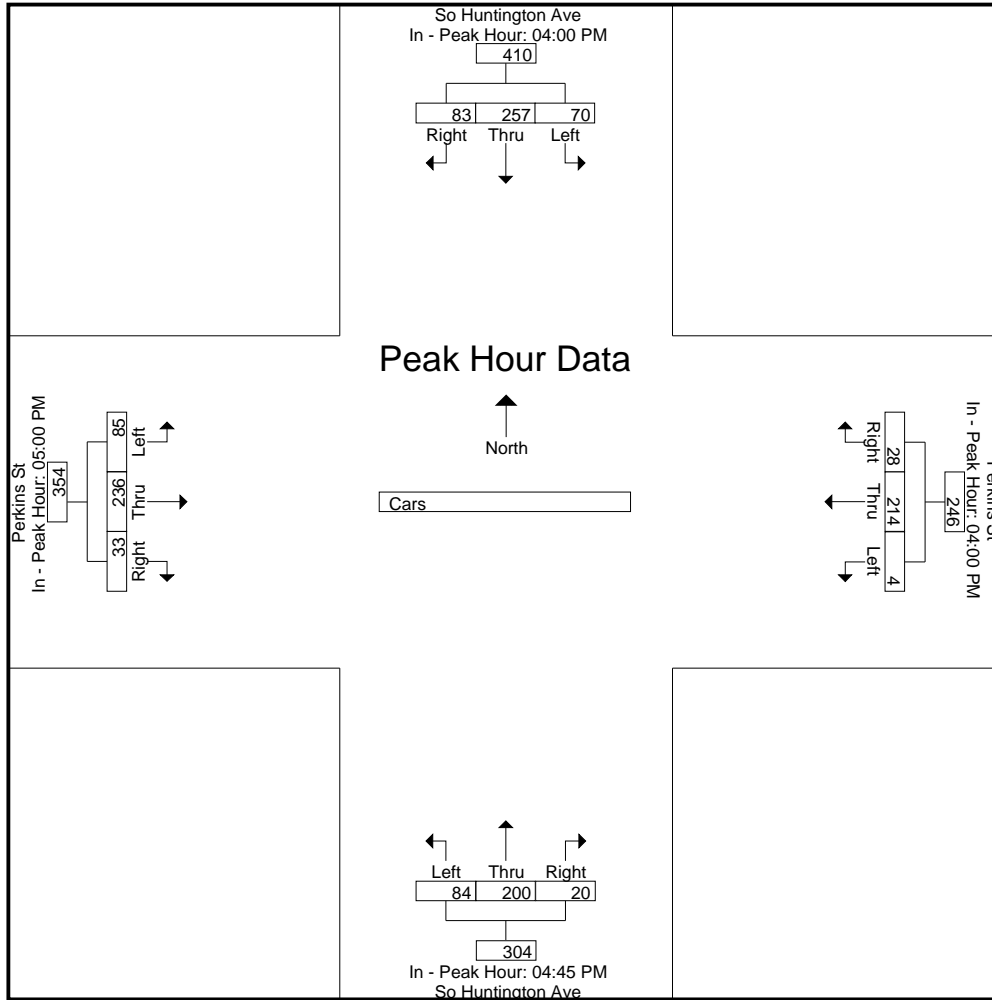 So Huntington Ave
In - Peak Hour: 04:00 PM
410
83 257 70
Right Thru Left
Peak Hour Data
North
Cars
Perkins St
In - Peak Hour: 05:00 PM
354
85 236 33
Left Thru Right
Perkins St
In - Peak Hour: 04:00 PM
246
28 214 4
Right Thru Left
Left Thru Right
84 200 20
304
In - Peak Hour: 04:45 PM
So Huntington Ave